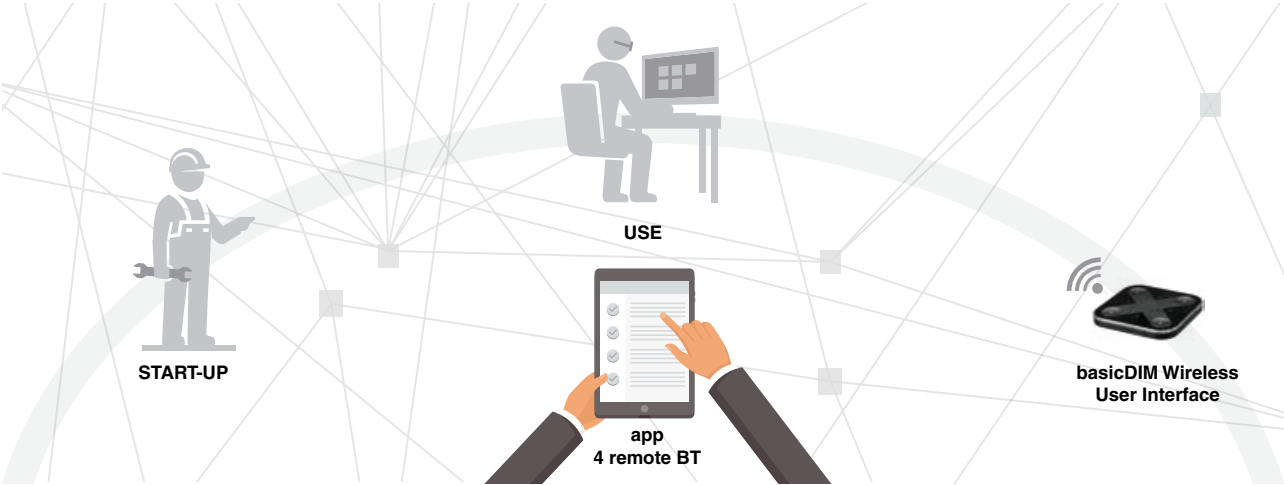 USE
START-UP
basicDIM Wireless
User Interface
app
4 remote BT